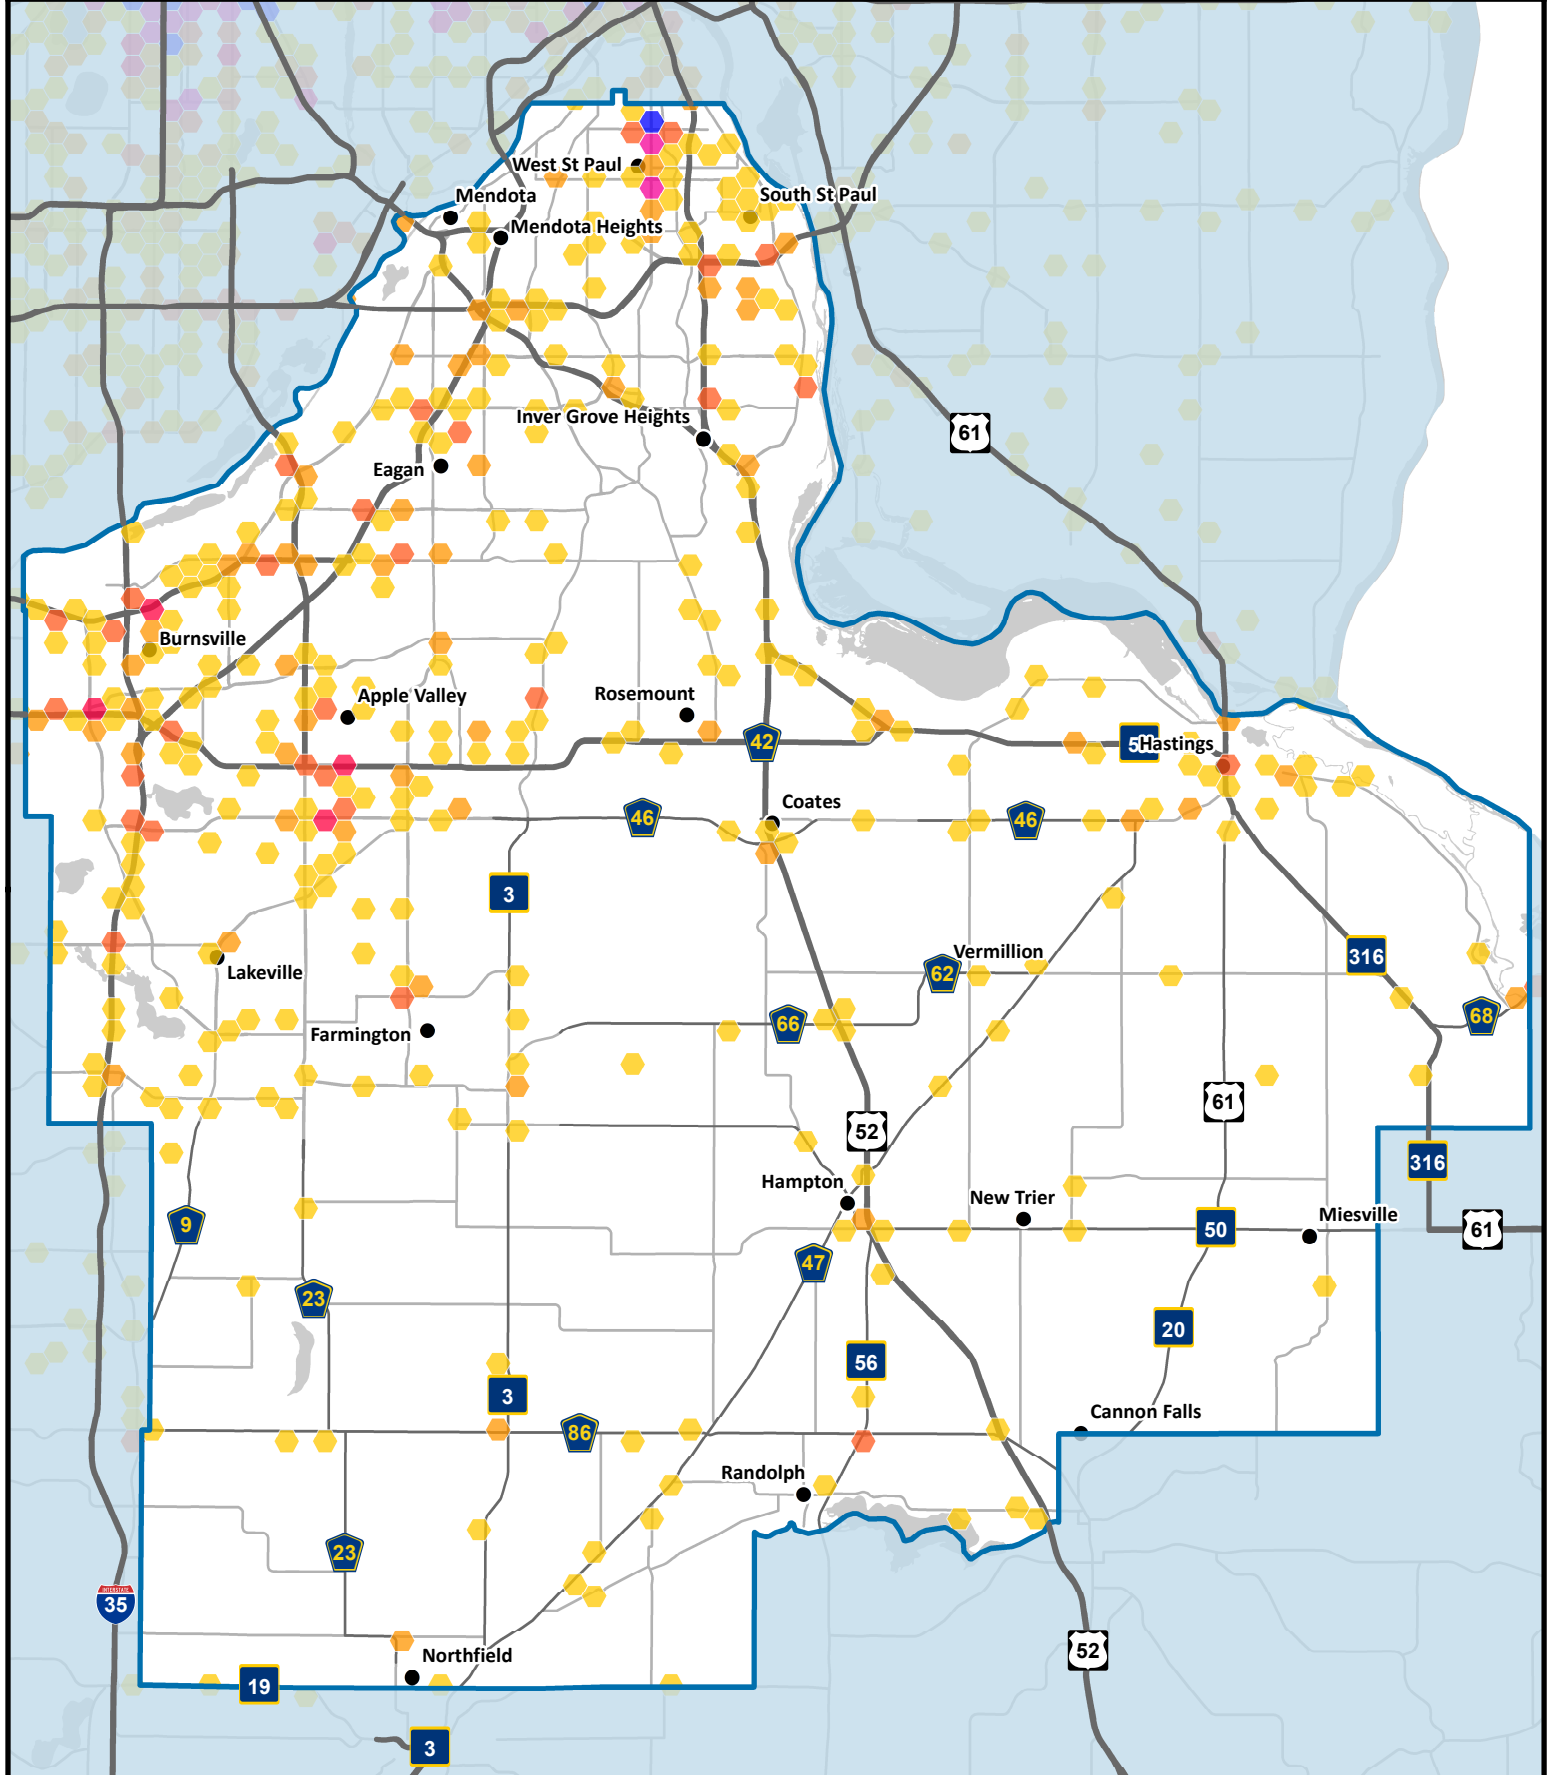 West St Paul
Mendota
South St Paul
Mendota Heights
Inver Grove Heights
61
Eagan
Burnsville
Apple Valley
Rosemount
42
Hastings
Coates
46
46
3
Vermillion
316
Lakeville
62
66
68
Farmington
61
52
316
Hampton
New Trier
Miesville
9
50
61
47
23
20
56
3
Cannon Falls
86
Randolph
23
INTERSTATE
35
Northfield
52
19
3